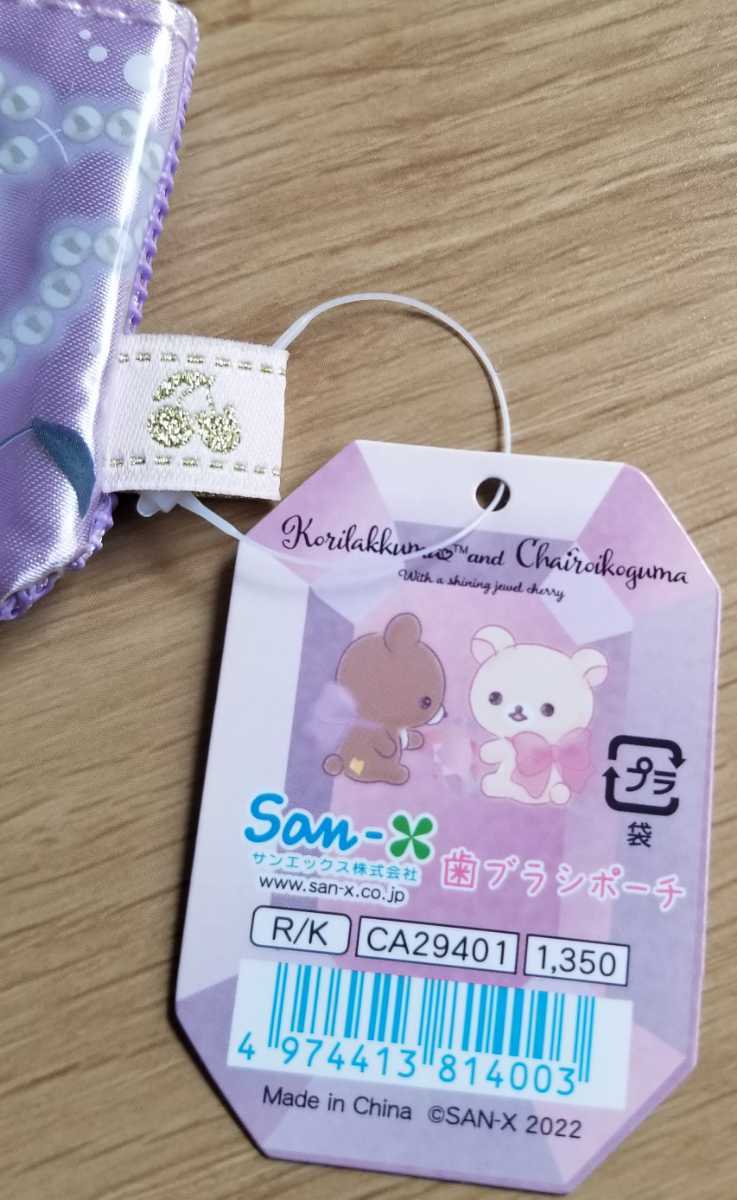 Korilakkuma™ and Chairoikoguma
With a shining jewel cherry
プラ
袋
San-X
サンエックス株式会社
www.san-x.co.jp
歯ブラシポーチ
R/K CA29401 1,350
4 974413 814003
Made in China ©SAN-X 2022